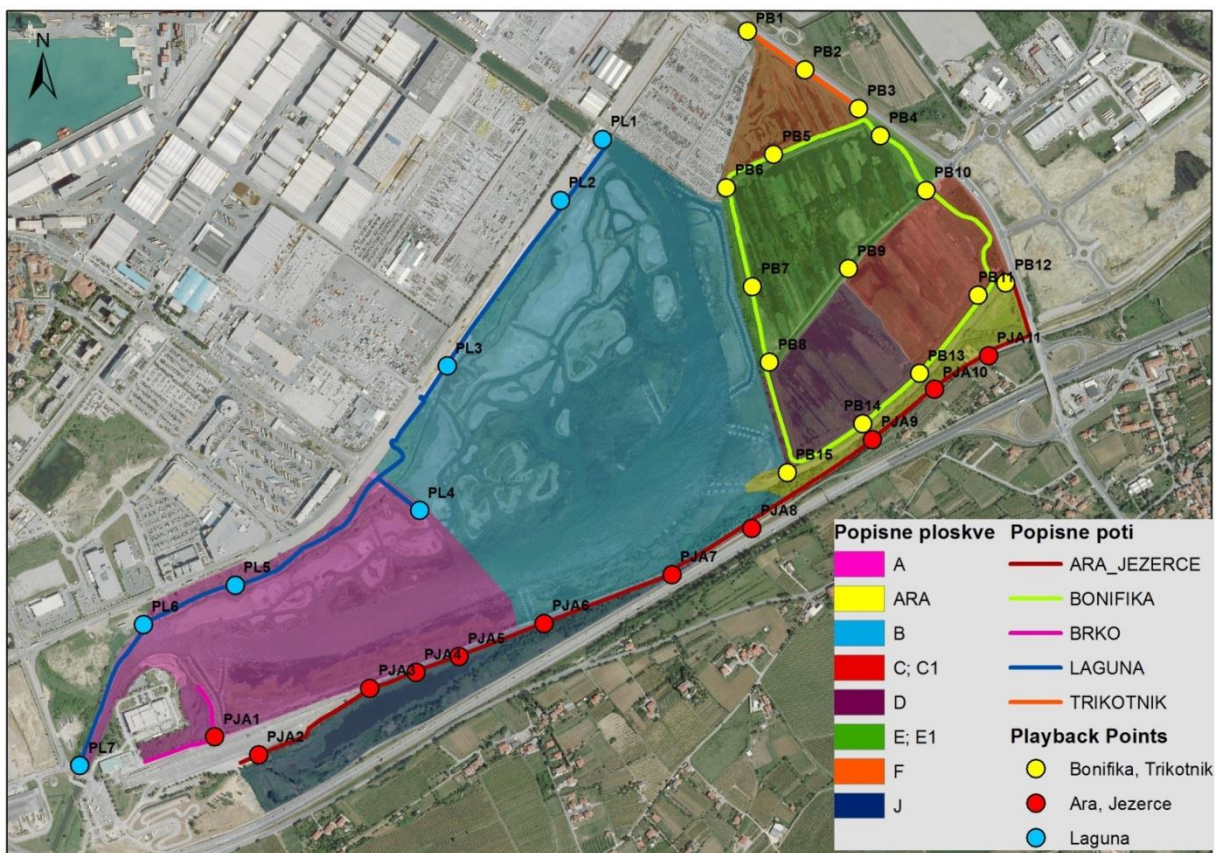 N
PB1
PB2
PB3
PB4
PL1
PB5
PB6
PB10
PL2
PB9
PB7
PB11
PB12
PL3
PB8
PJA11
PB13
PJA10
PB14
PJA9
PB15
PL4
PJA8
PJA7
PL5
PL6
PJA6
PJA5
PJA4
PJA3
PJA1
PJA2
PL7
Popisne ploskve
A
ARA
B
C; C1
D
E; E1
F
J
Popisne poti
ARA_JEZERCE
BONIFIKA
BRKO
LAGUNA
TRIKOTNIK
Playback Points
Bonifika, Trikotnik
Ara, Jezerce
Laguna